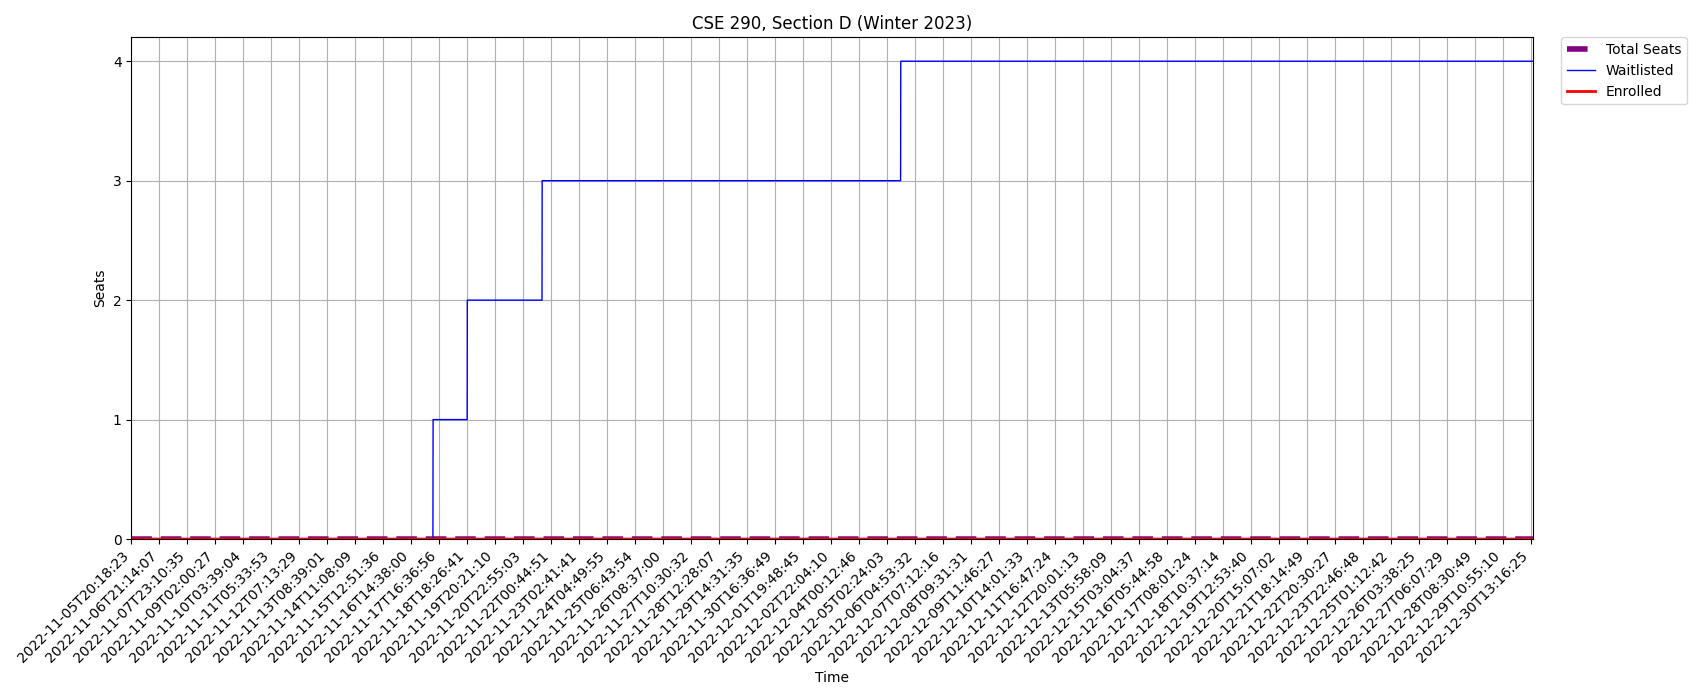 CSE 290, Section D (Winter 2023)
Total Seats
Waitlisted
Enrolled
Seats
4
3
2
1
0
2022-11-05T20:18:23
2022-11-06T21:14:07
2022-11-07T23:10:35
2022-11-09T02:00:27
2022-11-10T03:39:04
2022-11-11T05:33:53
2022-11-12T07:13:29
2022-11-13T08:39:01
2022-11-14T11:08:09
2022-11-15T12:51:36
2022-11-16T14:38:00
2022-11-17T16:36:56
2022-11-18T18:26:41
2022-11-19T20:21:10
2022-11-20T22:55:03
2022-11-22T00:44:51
2022-11-23T02:41:41
2022-11-24T04:49:55
2022-11-25T06:43:54
2022-11-26T08:37:00
2022-11-27T10:30:32
2022-11-28T12:28:07
2022-11-29T14:31:35
2022-11-30T16:36:49
2022-12-01T19:48:45
2022-12-02T22:04:10
2022-12-04T00:12:46
2022-12-05T02:24:03
2022-12-06T04:53:32
2022-12-07T07:12:16
2022-12-08T09:31:31
2022-12-09T11:46:27
2022-12-10T14:01:33
2022-12-11T16:47:24
2022-12-12T20:01:13
2022-12-13T23:58:09
2022-12-15T03:04:37
2022-12-16T05:44:58
2022-12-17T08:01:24
2022-12-18T10:37:14
2022-12-19T12:53:40
2022-12-20T15:07:02
2022-12-21T18:14:49
2022-12-22T20:30:27
2022-12-23T22:46:48
2022-12-25T01:12:42
2022-12-26T03:38:25
2022-12-27T06:07:29
2022-12-28T08:30:49
2022-12-29T10:55:10
2022-12-30T13:16:25
Time